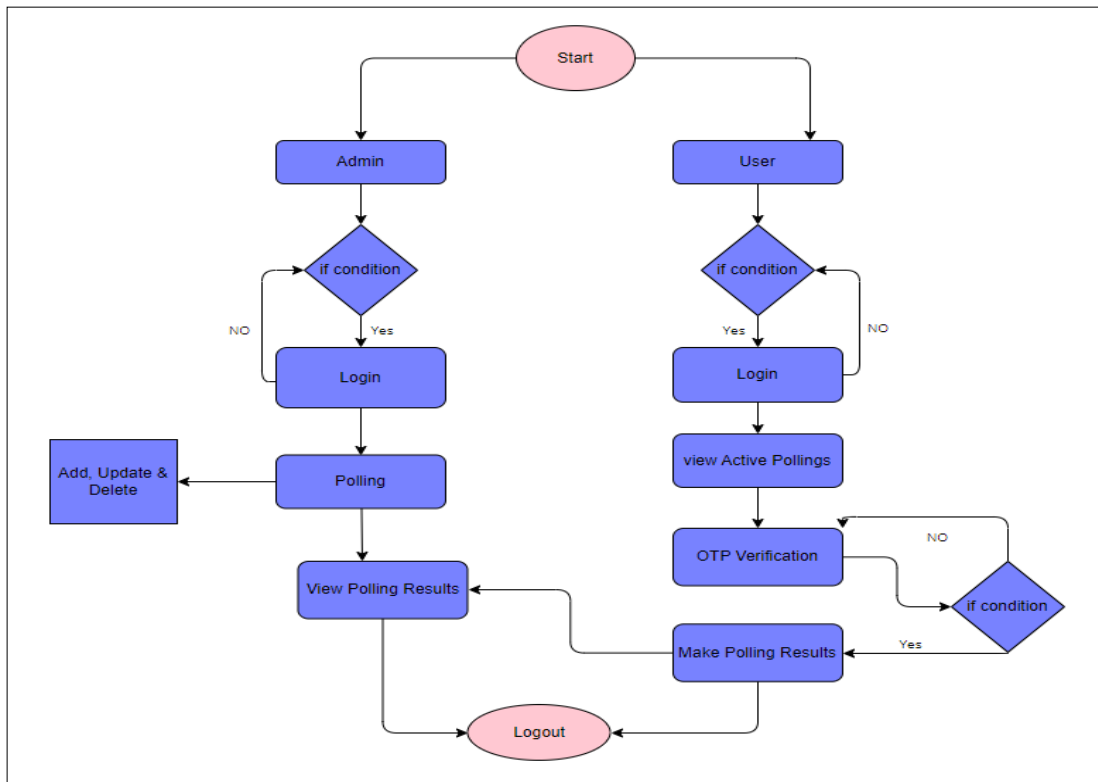 Start
Admin
User
if condition
if condition
NO
Yes
Yes
NO
Login
Login
Add, Update &
Delete
Polling
view Active Pollings
OTP Verification
NO
View Polling Results
if condition
Make Polling Results
Yes
Logout